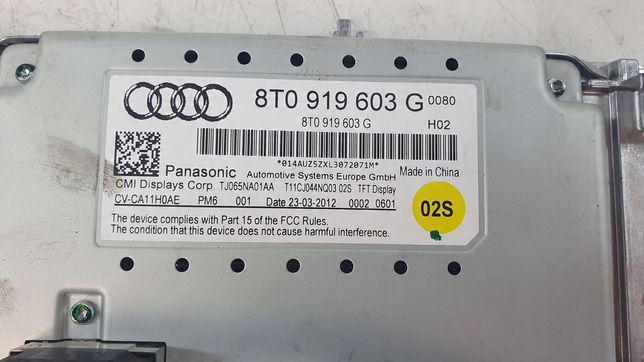 8T0 919 603 G 0080
8T0 919 603 G H02
*014AUZ5ZXL3072071M*
Panasonic Automotive Systems Europe GmbH Made in China
CMI Displays Corp. TJ065NA01AA T11CJ044NQ03 02S TFT Display
CV-CA11H0AE PM6 001 Date 23-03-2012 0002 0601
02S
The device complies with Part 15 of the FCC Rules.
The condition that this device does not cause harmful interference.